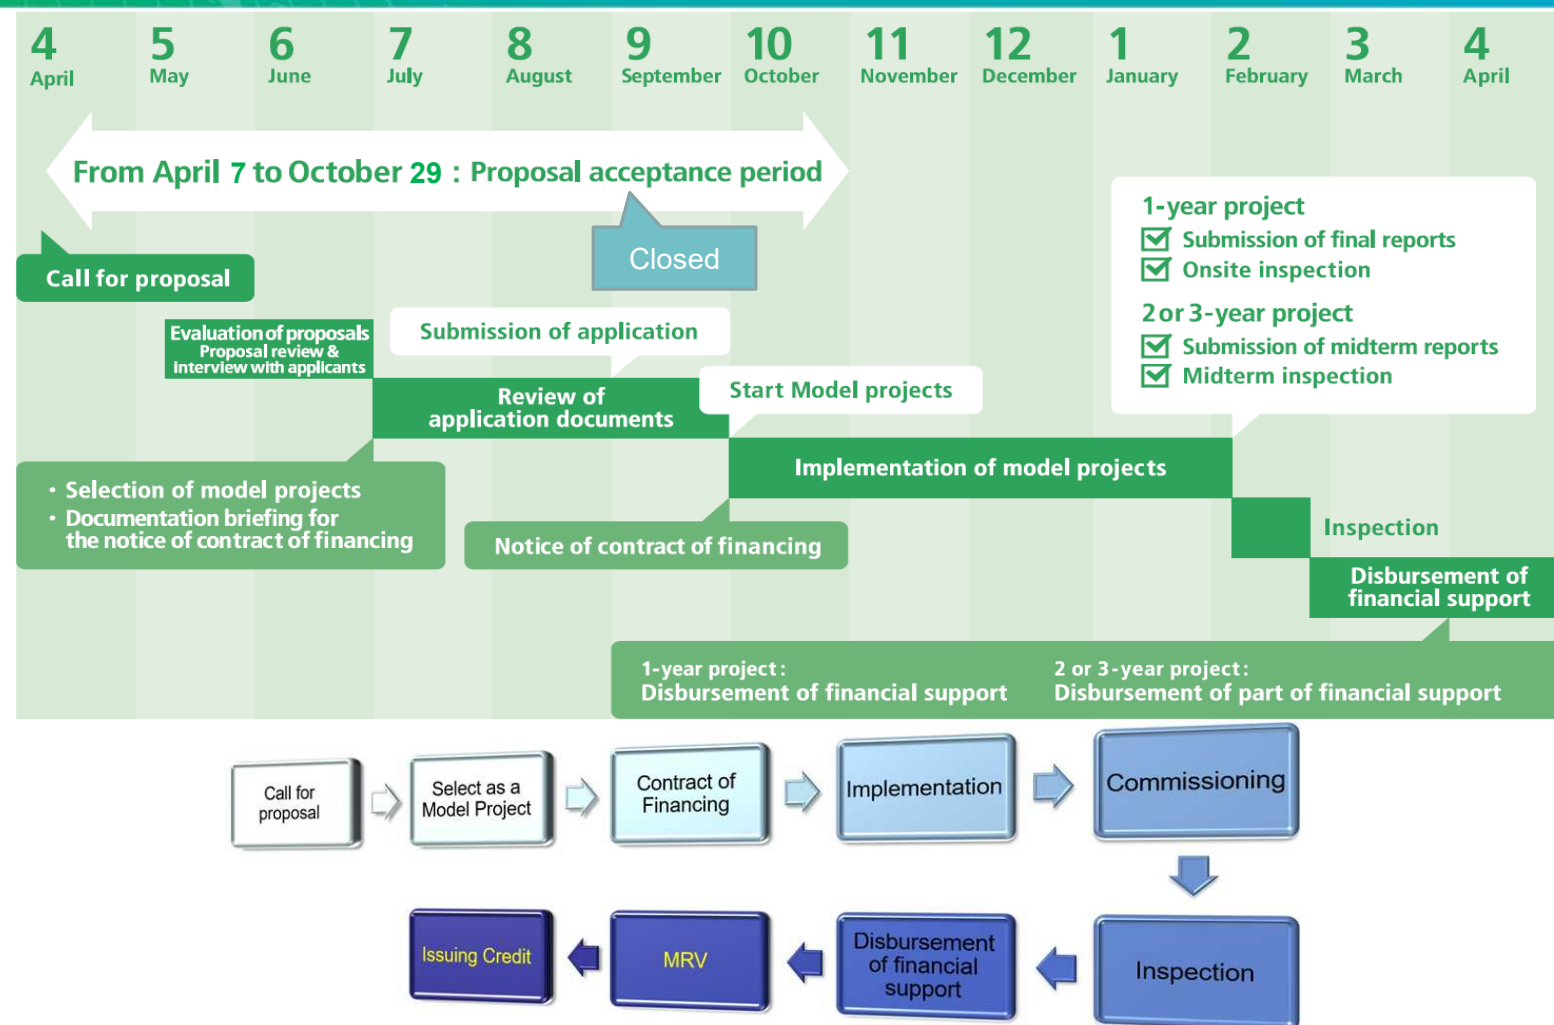 4 5 6 7 8 9 10 11 12 1 2 3 4
April May June July August September October November December January February March April
From April 7 to October 29 : Proposal acceptance period
Closed
Call for proposal
1-year project
Submission of final reports
Onsite inspection
2 or 3-year project
Submission of midterm reports
Midterm inspection
Evaluation of proposals
Proposal review &
Interview with applicants
Submission of application
Review of
application documents
Start Model projects
Implementation of model projects
· Selection of model projects
· Documentation briefing for
the notice of contract of financing
Notice of contract of financing
Inspection
Disbursement of
financial support
1-year project:
Disbursement of financial support
2 or 3-year project:
Disbursement of part of financial support
Call for
proposal
Select as a
Model Project
Contract of
Financing
Implementation
Commissioning
Issuing Credit
MRV
Disbursement
of financial
support
Inspection